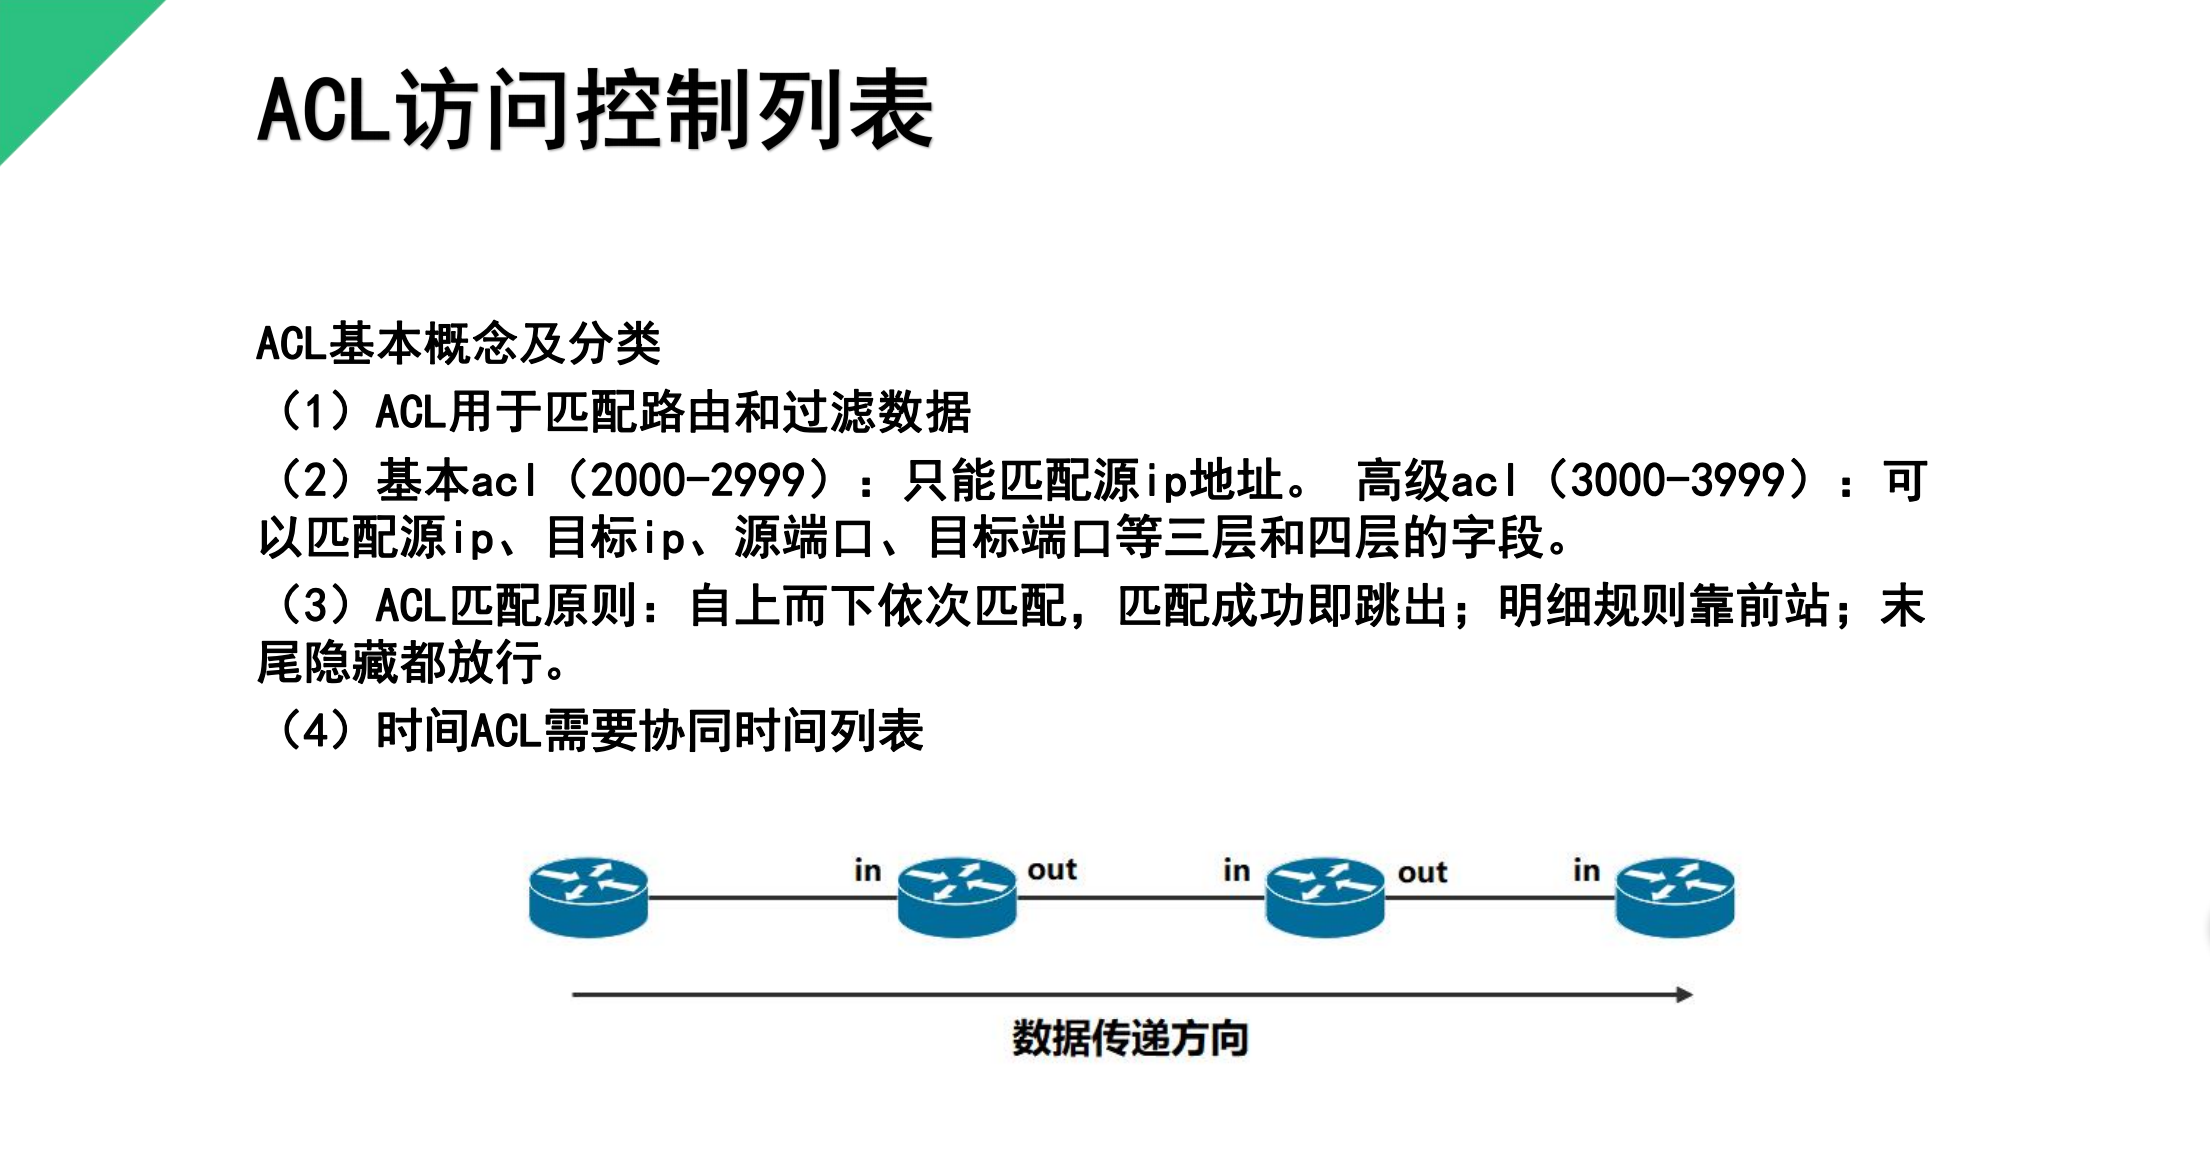 ACL访问控制列表
ACL基本概念及分类
（1）ACL用于匹配路由和过滤数据
（2）基本acl（2000-2999）：只能匹配源ip地址。 高级acl（3000-3999）：可
以匹配源ip、目标ip、源端口、目标端口等三层和四层的字段。
（3）ACL匹配原则：自上而下依次匹配，匹配成功即跳出；明细规则靠前站；末
尾隐藏都放行。
（4）时间ACL需要协同时间列表
in out in out in
数据传递方向